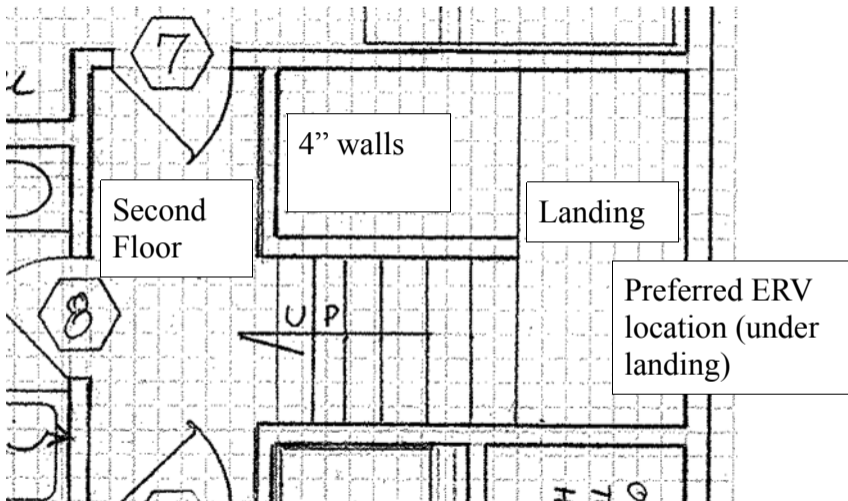 7
4” walls
Second
Floor
Landing
Preferred ERV
location (under
landing)
8
UP